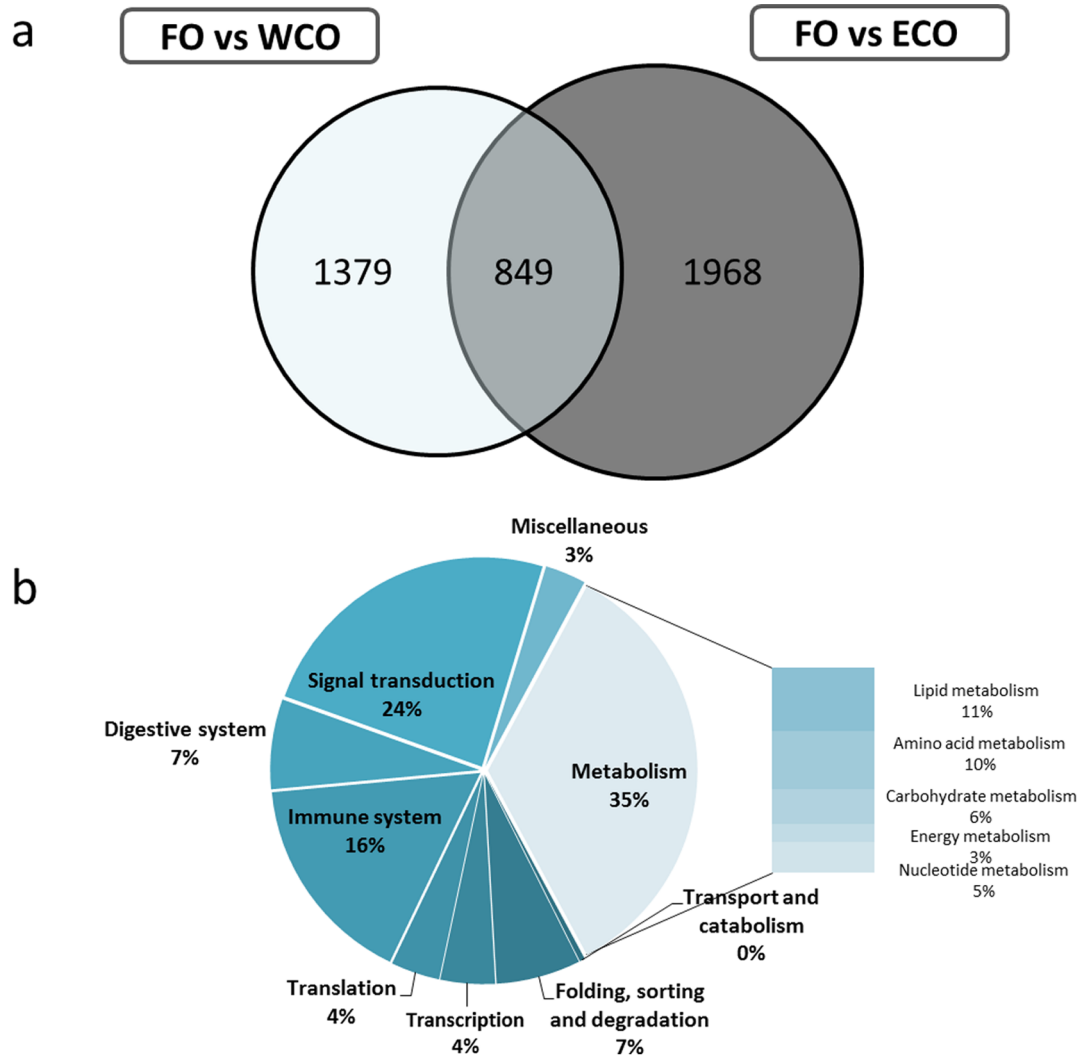 a
FO vs WCO
FO vs ECO
1379
849
1968
b
Miscellaneous
3%
Signal transduction
24%
Digestive system
7%
Immune system
16%
Metabolism
35%
Lipid metabolism
11%
Amino acid metabolism
10%
Carbohydrate metabolism
6%
Energy metabolism
3%
Nucleotide metabolism
5%
Transport and
catabolism
0%
Translation
4%
Transcription
4%
Folding, sorting
and degradation
7%